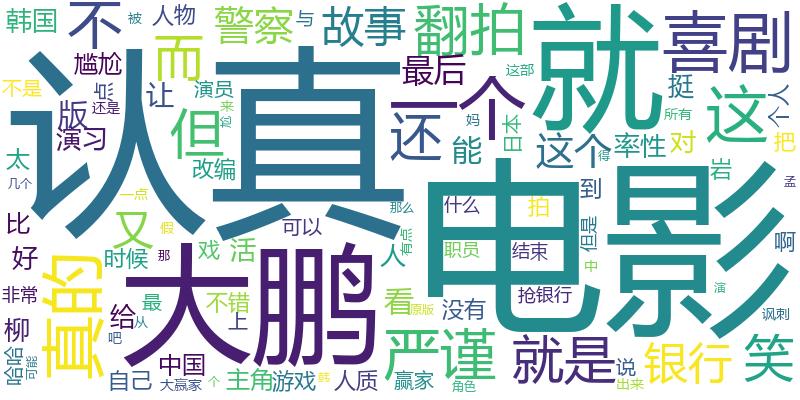 韩国
不
被
人物
警察
与
故事
翻拍
就
喜剧
尴尬
而
最后
这部
不是
点
还是
让
演员
一个
挺
所有
这
个人
认真
版
来
尬
妈
演习
但
还
能
日本
这个
率性
对
把
太
改编
得
岩
几个
一点
那么
什么
拍
到
孟
比
又
假
可以
电影
但是
啊
好
真的
时候
那
戏
活
大鹏
人
有点
职员
结束
中
非常
最
不错
看
原版
没有
抢银行
演
讽刺
柳
给
从
上
严谨
就是
说
银行
笑
哈哈
可能
吧
中国
自己
大赢家
个
主角
游戏
韩
人质
赢家
角色
出来